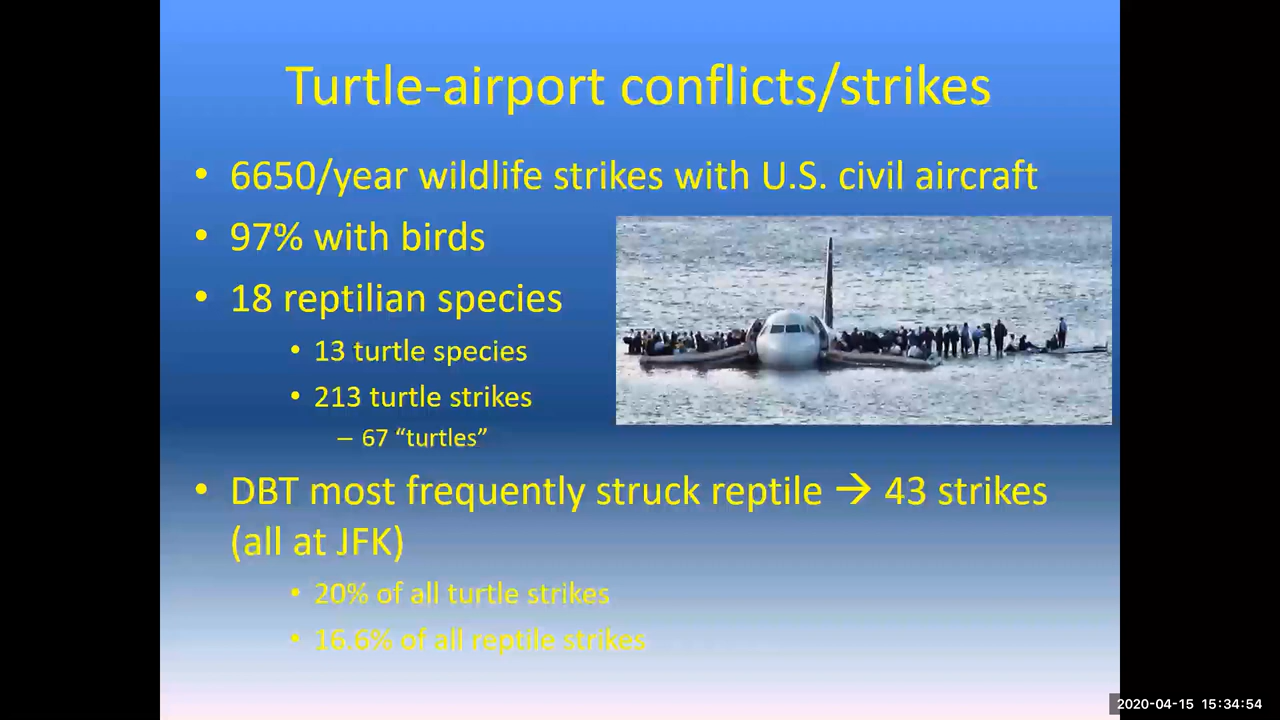 Turtle-airport conflicts/strikes
• 6650/year wildlife strikes with U.S. civil aircraft
• 97% with birds
• 18 reptilian species
• 13 turtle species
• 213 turtle strikes
– 67 “turtles”
• DBT most frequently struck reptile → 43 strikes
(all at JFK)
• 20% of all turtle strikes
• 16.6% of all reptile strikes
2020-04-15 15:34:54